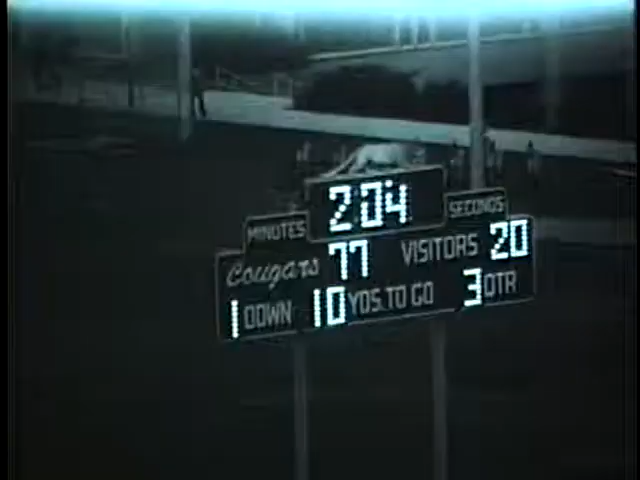 2:04
MINUTES SECONDS
Cougars 77 VISITORS 20
1 DOWN 10 YDS. TO GO 3 QTR